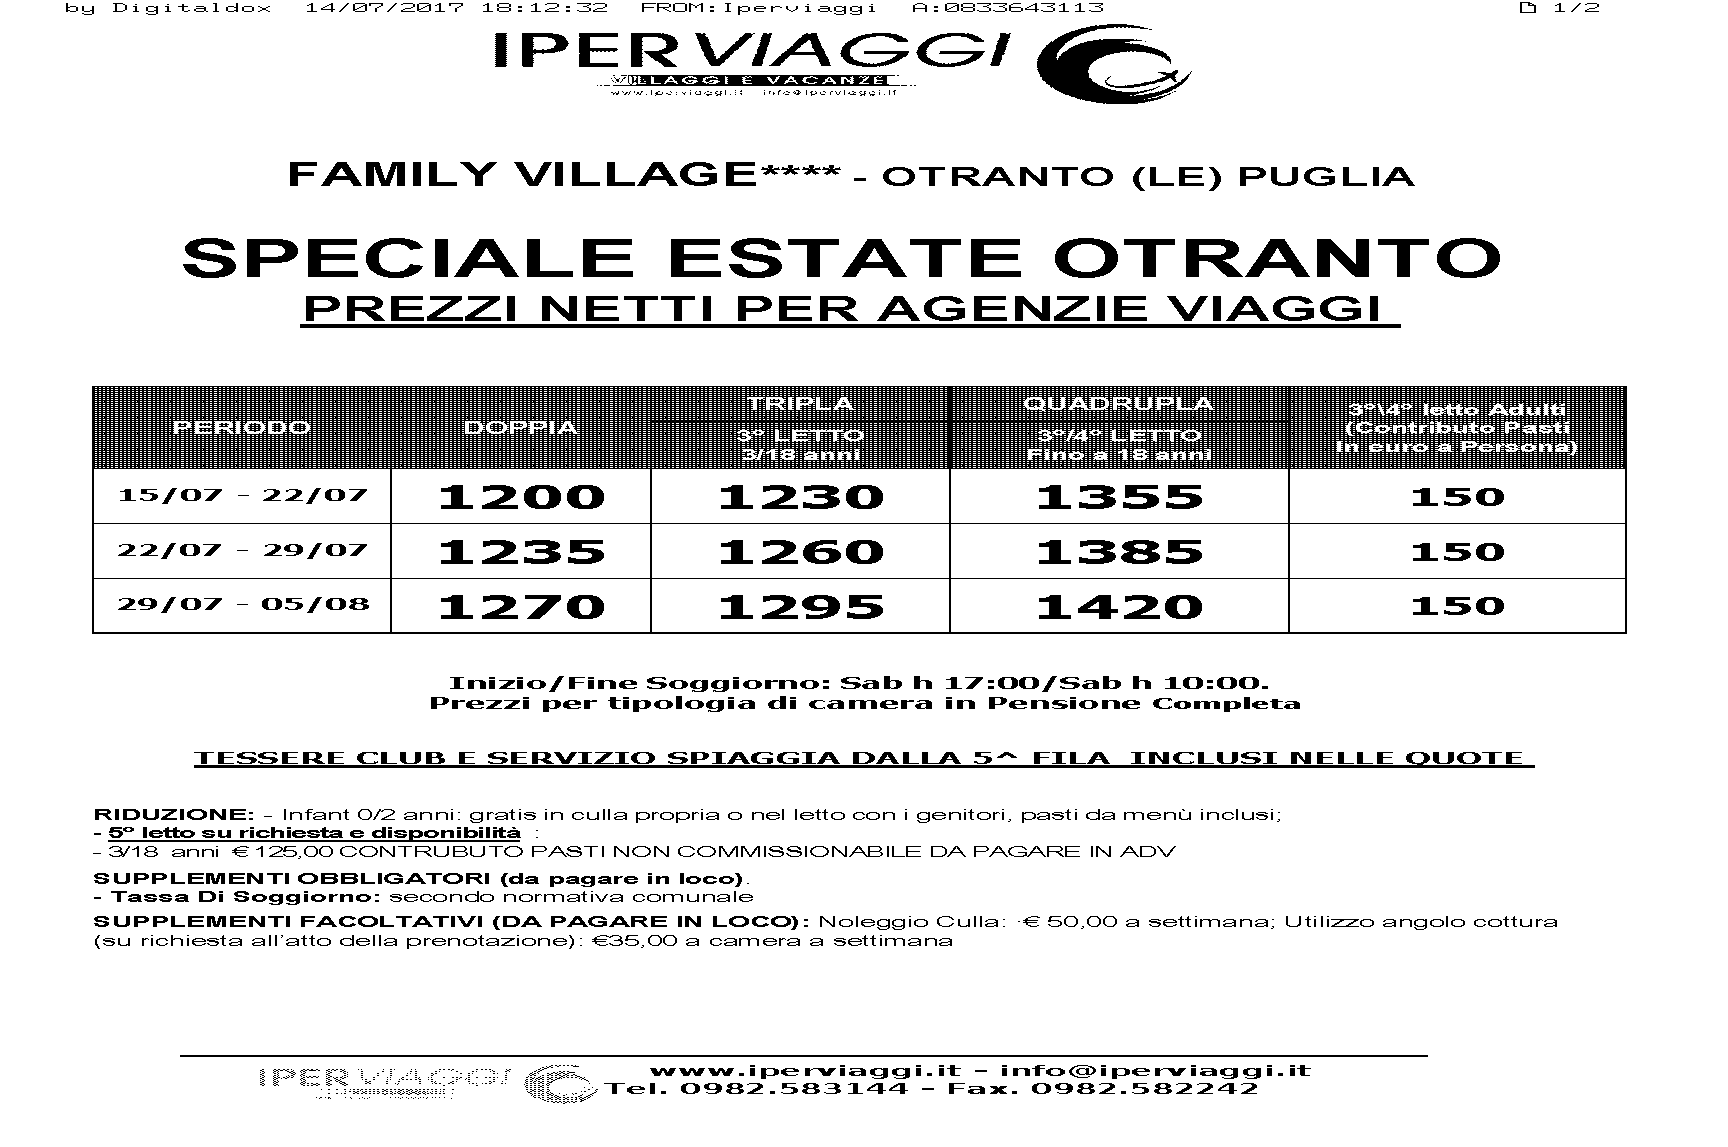 by Digitaldox 14/07/2017 18:12:32 FROM:Iperviaggi A:0833643113 1/2
IPERVIAGGI
VILLAGGI E VACANZE
www.iperviaggi.it info@iperviaggi.it
FAMILY VILLAGE**** - OTRANTO (LE) PUGLIA
SPECIALE ESTATE OTRANTO
PREZZI NETTI PER AGENZIE VIAGGI
PERIODO DOPPIA TRIPLA QUADRUPLA 3°\4° letto Adulti (Contributo Pasti In euro a Persona)
3° LETTO 3/18 anni 3°/4° LETTO Fino a 18 anni
15/07 - 22/07 1200 1230 1355 150
22/07 - 29/07 1235 1260 1385 150
29/07 - 05/08 1270 1295 1420 150
Inizio/Fine Soggiorno: Sab h 17:00/Sab h 10:00.
Prezzi per tipologia di camera in Pensione Completa
TESSERE CLUB E SERVIZIO SPIAGGIA DALLA 5^ FILA INCLUSI NELLE QUOTE
RIDUZIONE: - Infant 0/2 anni: gratis in culla propria o nel letto con i genitori, pasti da menù inclusi;
- 5° letto su richiesta e disponibilità :
- 3/18 anni € 125,00 CONTRUBUTO PASTI NON COMMISSIONABILE DA PAGARE IN ADV
SUPPLEMENTI OBBLIGATORI (da pagare in loco).
- Tassa Di Soggiorno: secondo normativa comunale
SUPPLEMENTI FACOLTATIVI (DA PAGARE IN LOCO): Noleggio Culla: € 50,00 a settimana; Utilizzo angolo cottura
(su richiesta all'atto della prenotazione): €35,00 a camera a settimana
IPERVIAGGI
www.iperviaggi.it - info@iperviaggi.it
Tel. 0982.583144 - Fax. 0982.582242